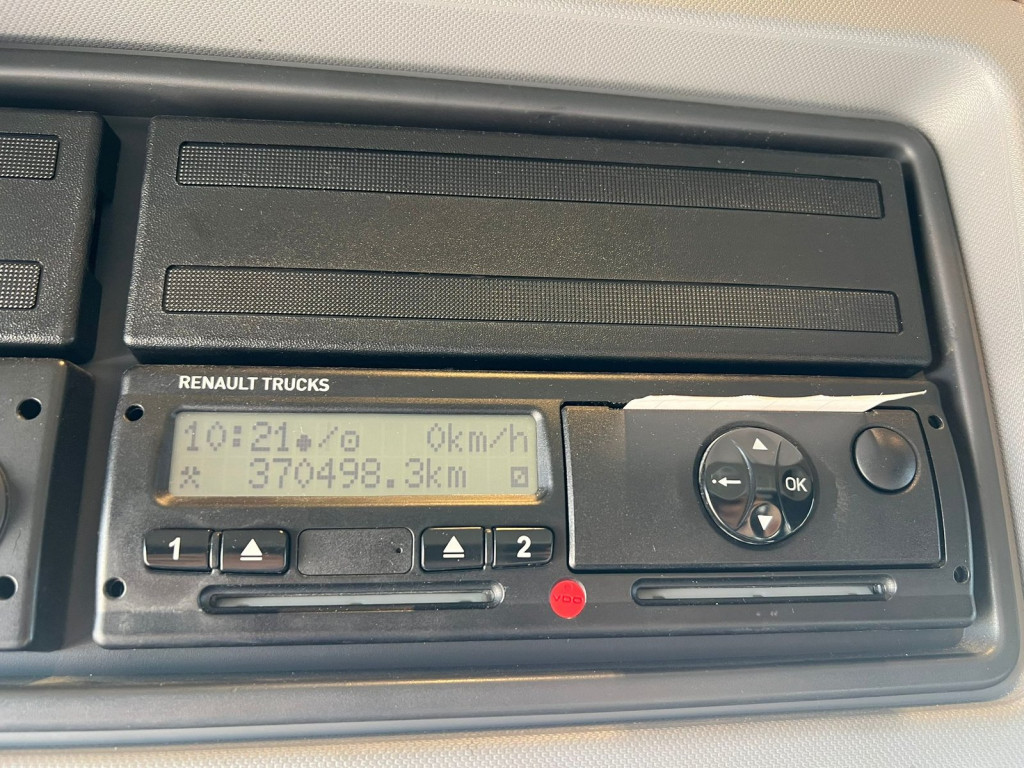 RENAULT TRUCKS
10:21 0km/h
370498.3km
1 2
OK
VDO